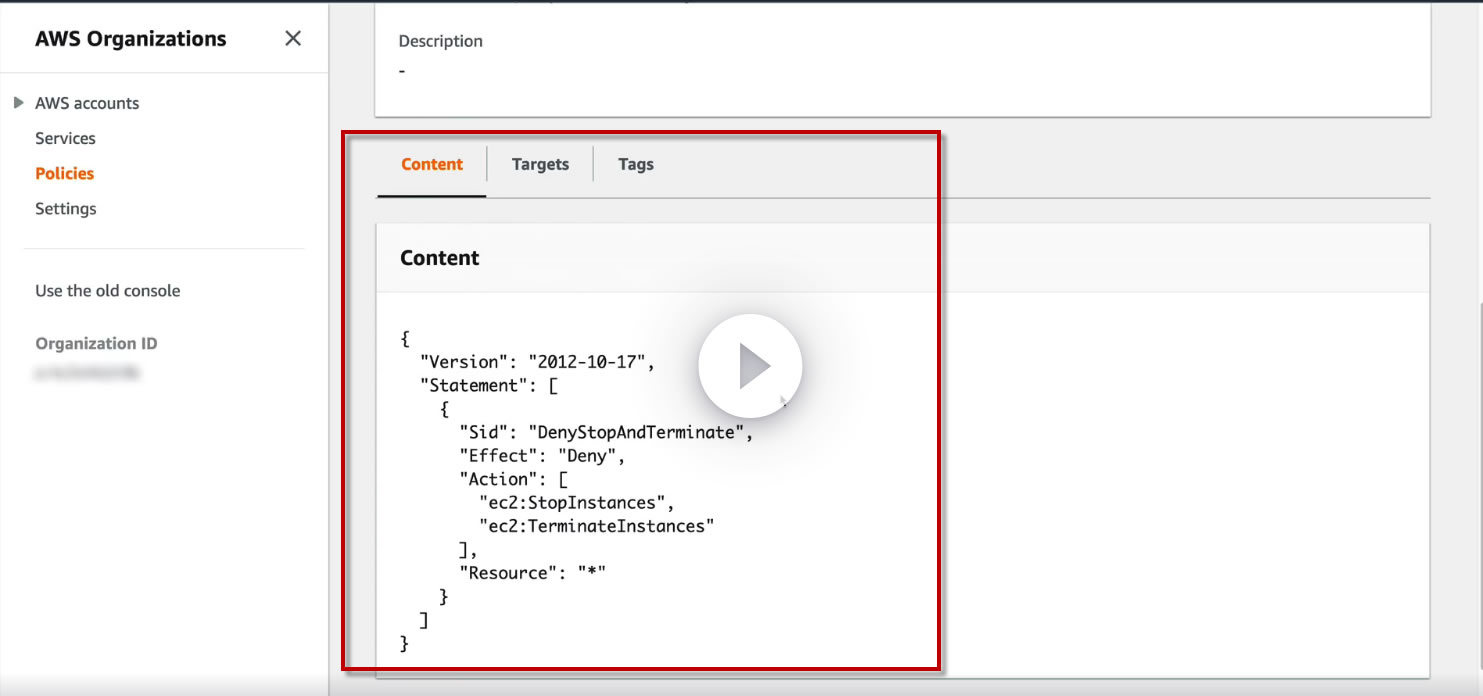 AWS Organizations
AWS accounts
Services
Policies
Settings
Use the old console
Organization ID
Description
-
Content
Targets
Tags
Content
{
"Version": "2012-10-17",
"Statement": [
{
"Sid": "DenyStopAndTerminate",
"Effect": "Deny",
"Action": [
"ec2:StopInstances",
"ec2:TerminateInstances"
],
"Resource": "*"
}
]
}